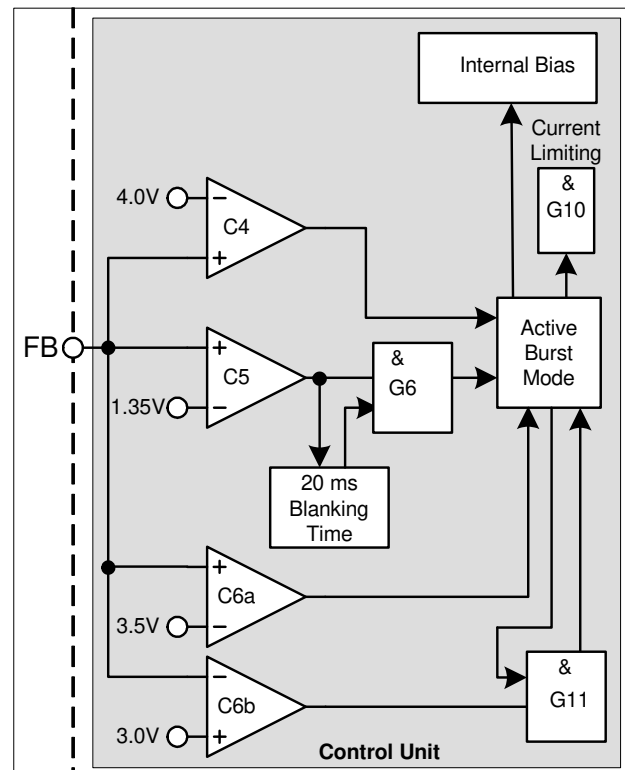 Internal Bias
Current
Limiting
&
G10
4.0V
−
+
C4
FB
Active
Burst
Mode
+
−
C5
1.35V
&
G6
20 ms
Blanking
Time
+
−
C6a
3.5V
−
+
C6b
3.0V
&
G11
Control Unit